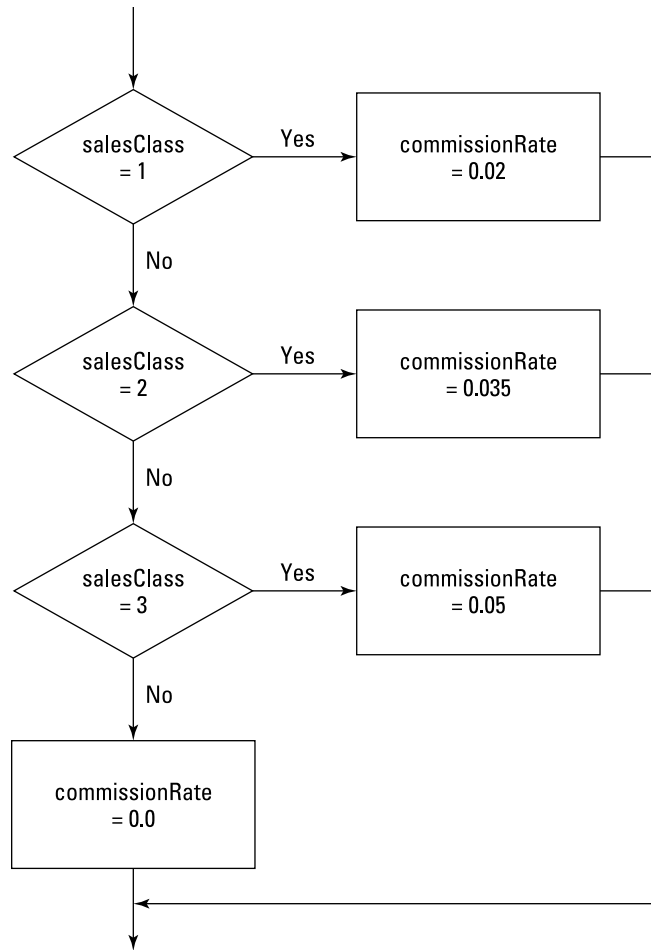 salesClass
= 1
Yes
commissionRate
= 0.02
No
salesClass
= 2
Yes
commissionRate
= 0.035
No
salesClass
= 3
Yes
commissionRate
= 0.05
No
commissionRate
= 0.0